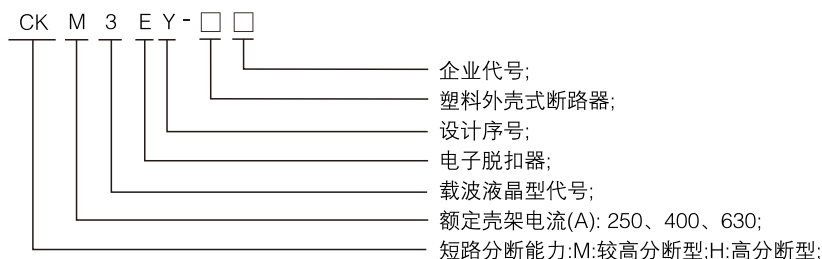 CK M 3 E Y-□□
企业代号;
塑料外壳式断路器;
设计序号;
电子脱扣器;
载波液晶型代号;
额定壳架电流(A): 250、400、630;
短路分断能力:M:较高分断型;H:高分断型;